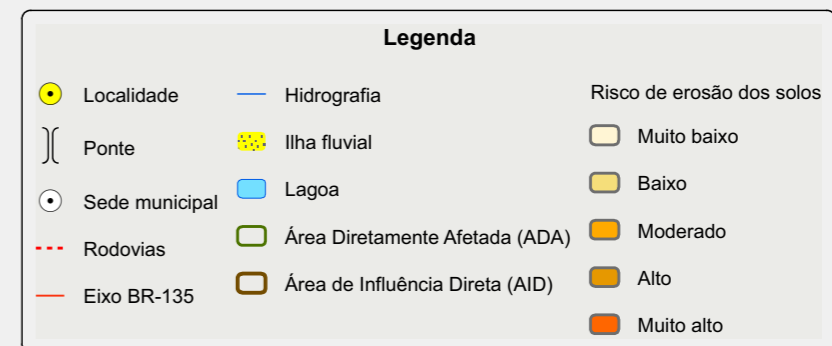 Legenda
Localidade
Ponte
Sede municipal
Rodovias
Eixo BR-135
Hidrografia
Ilha fluvial
Lagoa
Área Diretamente Afetada (ADA)
Área de Influência Direta (AID)
Risco de erosão dos solos
Muito baixo
Baixo
Moderado
Alto
Muito alto